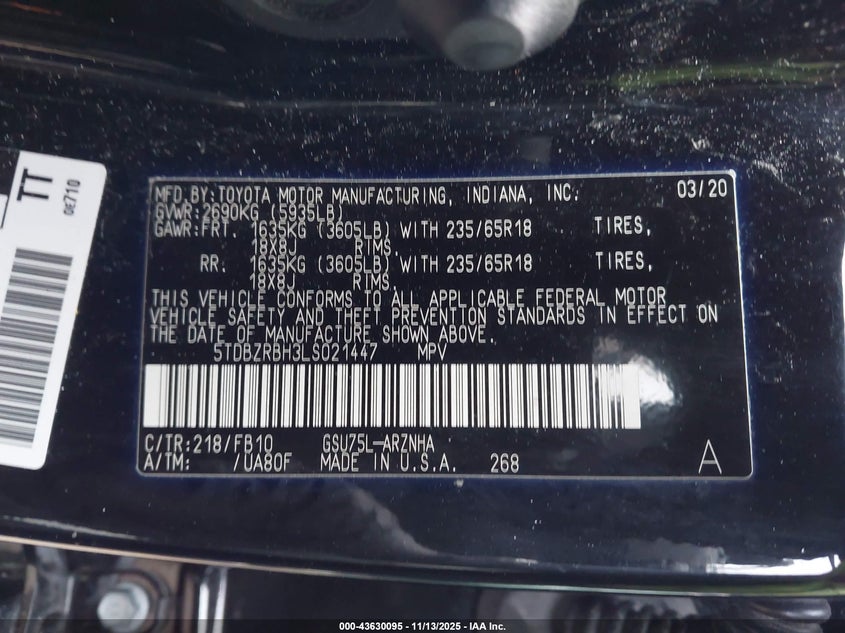 TT
0E710
MFD.BY:TOYOTA MOTOR MANUFACTURING, INDIANA, INC. 03/20
GVWR:2690KG (5935LB)
GAWR:FRT. 1635KG (3605LB) WITH 235/65R18 TIRES,
18X8J RIMS.
RR. 1635KG (3605LB) WITH 235/65R18 TIRES,
18X8J RIMS.
THIS VEHICLE CONFORMS TO ALL APPLICABLE FEDERAL MOTOR
VEHICLE SAFETY AND THEFT PREVENTION STANDARDS IN EFFECT ON
THE DATE OF MANUFACTURE SHOWN ABOVE.
5TDBZRBH3LS021447 MPV
C/TR:218/FB10 GSU75L-ARZNHA
A/TM: /UA80F MADE IN U.S.A. 268 A
000-43630095 - 11/13/2025 - IAA Inc.